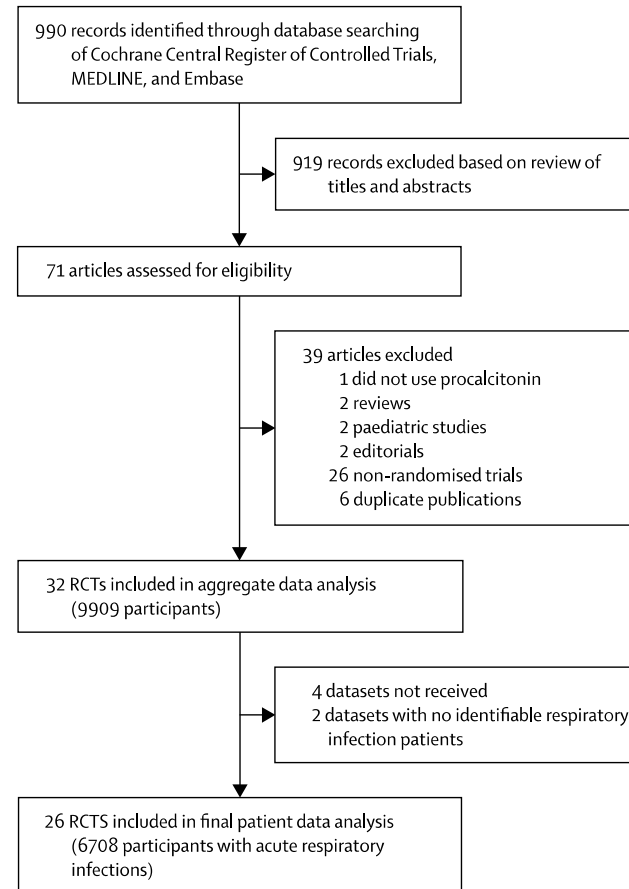 990 records identified through database searching
of Cochrane Central Register of Controlled Trials,
MEDLINE, and Embase
919 records excluded based on review of
titles and abstracts
71 articles assessed for eligibility
39 articles excluded
1 did not use procalcitonin
2 reviews
2 paediatric studies
2 editorials
26 non-randomised trials
6 duplicate publications
32 RCTs included in aggregate data analysis
(9909 participants)
4 datasets not received
2 datasets with no identifiable respiratory
infection patients
26 RCTS included in final patient data analysis
(6708 participants with acute respiratory
infections)